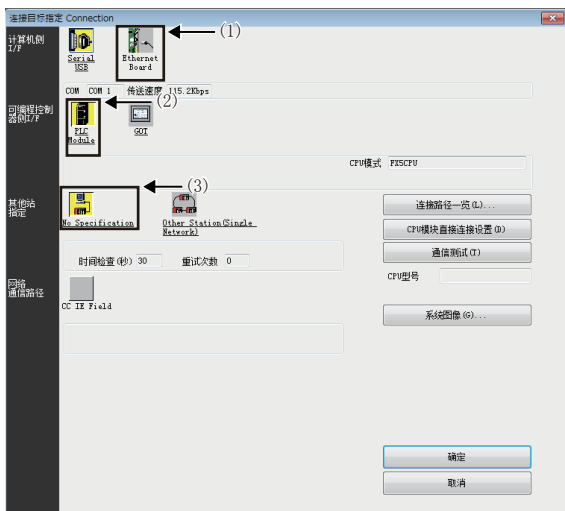 连接目标指定 Connection
计算机侧
I/F
Serial
USB
Ethernet
Board
(1)
COM COM 1 传送速度 115.2Kbps
(2)
可编程控制
器侧I/F
PLC
Module
GOT
CPU模式 FX5CPU
(3)
其他站
指定
No Specification
Other Station(Single
Network)
连接路径一览(L)...
CPU模块直接连接设置(D)
时间检查(秒) 30 重试次数 0
通信测试(T)
CPU型号
网络
通信路径
CC IE Field
系统图像(G)...
确定
取消